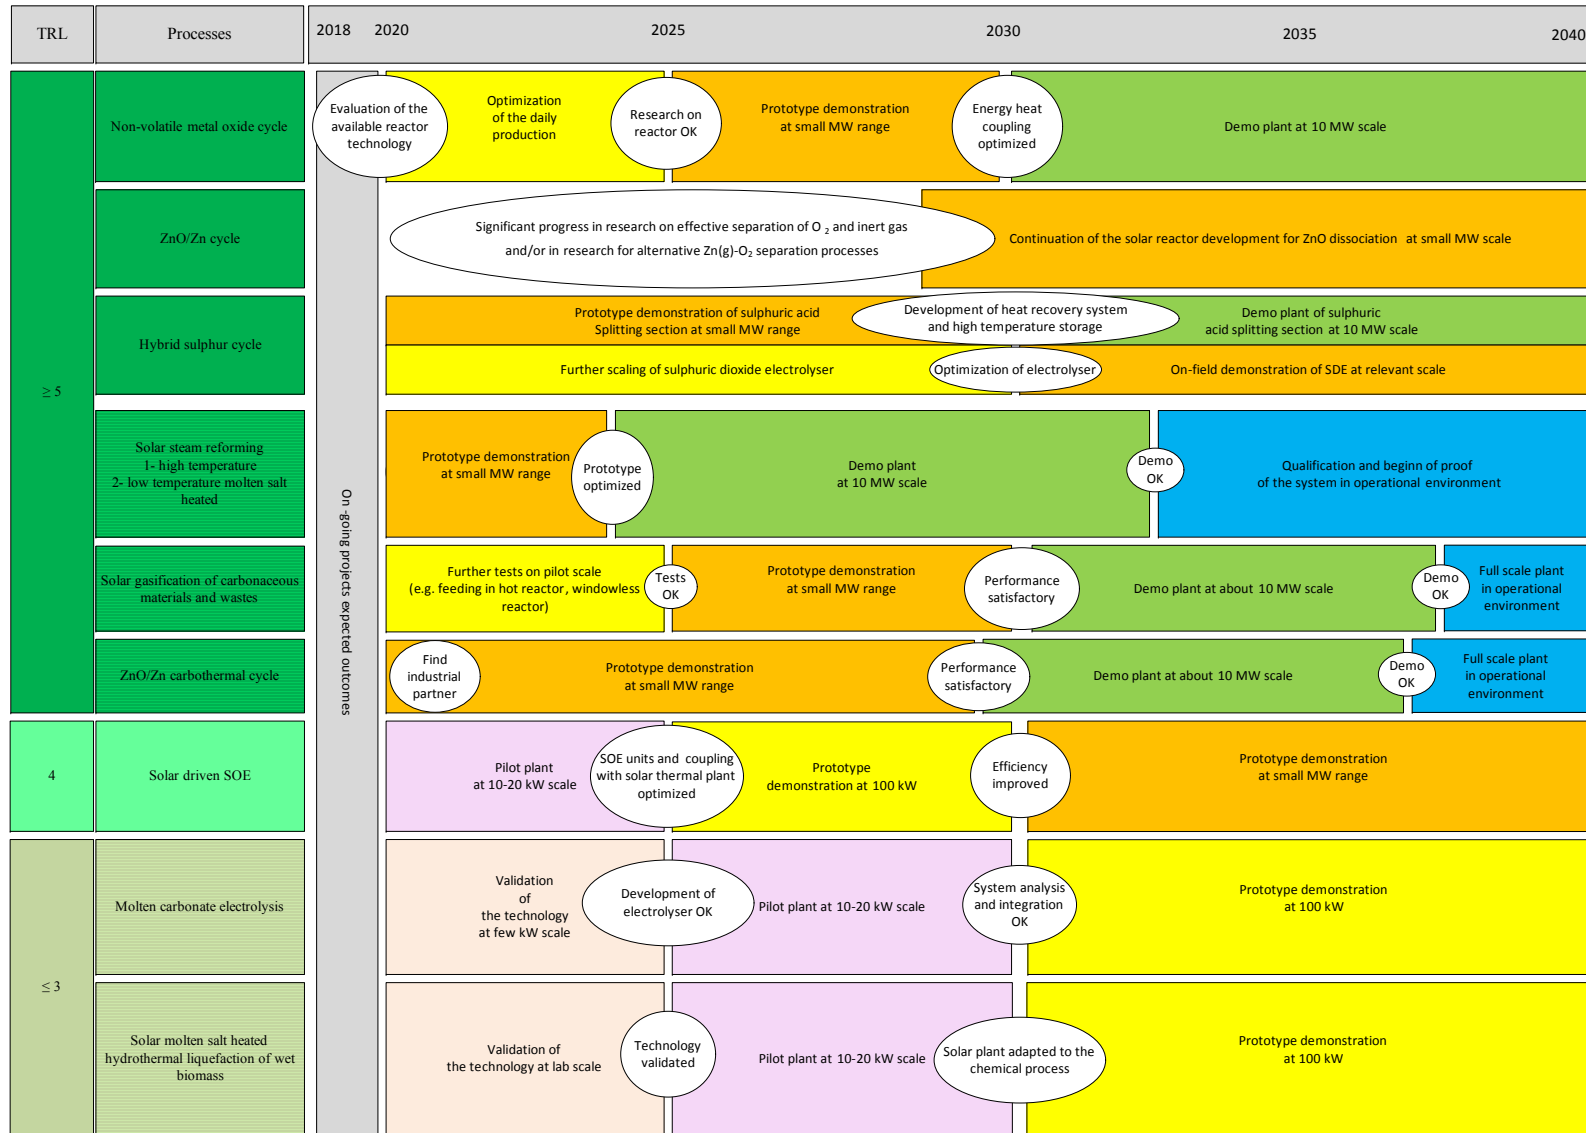 TRL
Processes
2018
2020
2025
2030
2035
2040
≥ 5
On -going projects expected outcomes
Non-volatile metal oxide cycle
Evaluation of the
available reactor
technology
Optimization
of the daily
production
Research on
reactor OK
Prototype demonstration
at small MW range
Energy heat
coupling
optimized
Demo plant at 10 MW scale
ZnO/Zn cycle
Significant progress in research on effective separation of O ₂ and inert gas
and/or in research for alternative Zn(g)-O₂ separation processes
Continuation of the solar reactor development for ZnO dissociation at small MW scale
Hybrid sulphur cycle
Prototype demonstration of sulphuric acid
Splitting section at small MW range
Development of heat recovery system
and high temperature storage
Demo plant of sulphuric
acid splitting section at 10 MW scale
Further scaling of sulphuric dioxide electrolyser
Optimization of electrolyser
On-field demonstration of SDE at relevant scale
Solar steam reforming
1- high temperature
2- low temperature molten salt
heated
Prototype demonstration
at small MW range
Prototype
optimized
Demo plant
at 10 MW scale
Demo
OK
Qualification and beginn of proof
of the system in operational environment
Solar gasification of carbonaceous
materials and wastes
Further tests on pilot scale
(e.g. feeding in hot reactor, windowless
reactor)
Tests
OK
Prototype demonstration
at small MW range
Performance
satisfactory
Demo plant at about 10 MW scale
Demo
OK
Full scale plant
in operational
environment
ZnO/Zn carbothermal cycle
Find
industrial
partner
Prototype demonstration
at small MW range
Performance
satisfactory
Demo plant at about 10 MW scale
Demo
OK
Full scale plant
in operational
environment
4
Solar driven SOE
Pilot plant
at 10-20 kW scale
SOE units and coupling
with solar thermal plant
optimized
Prototype
demonstration at 100 kW
Efficiency
improved
Prototype demonstration
at small MW range
≤ 3
Molten carbonate electrolysis
Validation
of
the technology
at few kW scale
Development of
electrolyser OK
Pilot plant at 10-20 kW scale
System analysis
and integration
OK
Prototype demonstration
at 100 kW
Solar molten salt heated
hydrothermal liquefaction of wet
biomass
Validation of
the technology at lab scale
Technology
validated
Pilot plant at 10-20 kW scale
Solar plant adapted to the
chemical process
Prototype demonstration
at 100 kW